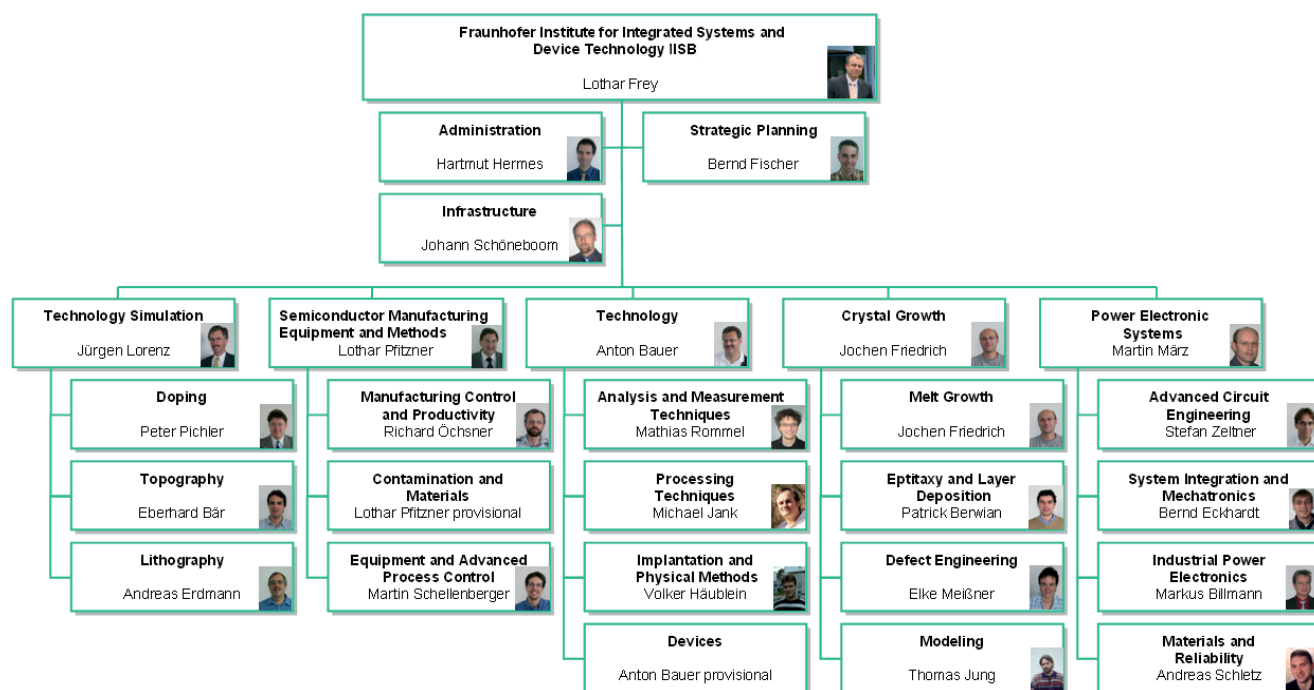 Fraunhofer Institute for Integrated Systems and
Device Technology IISB
Lothar Frey
Administration
Hartmut Hermes
Strategic Planning
Bernd Fischer
Infrastructure
Johann Schöneboom
Technology Simulation
Jürgen Lorenz
Semiconductor Manufacturing
Equipment and Methods
Lothar Pfitzner
Technology
Anton Bauer
Crystal Growth
Jochen Friedrich
Power Electronic
Systems
Martin März
Doping
Peter Pichler
Topography
Eberhard Bär
Lithography
Andreas Erdmann
Manufacturing Control
and Productivity
Richard Öchsner
Contamination and
Materials
Lothar Pfitzner provisional
Equipment and Advanced
Process Control
Martin Schellenberger
Analysis and Measurement
Techniques
Mathias Rommel
Processing
Techniques
Michael Jank
Implantation and
Physical Methods
Volker Häublein
Devices
Anton Bauer provisional
Melt Growth
Jochen Friedrich
Eptitaxy and Layer
Deposition
Patrick Berwian
Defect Engineering
Elke Meißner
Modeling
Thomas Jung
Advanced Circuit
Engineering
Stefan Zeltner
System Integration and
Mechatronics
Bernd Eckhardt
Industrial Power
Electronics
Markus Billmann
Materials and
Reliability
Andreas Schletz